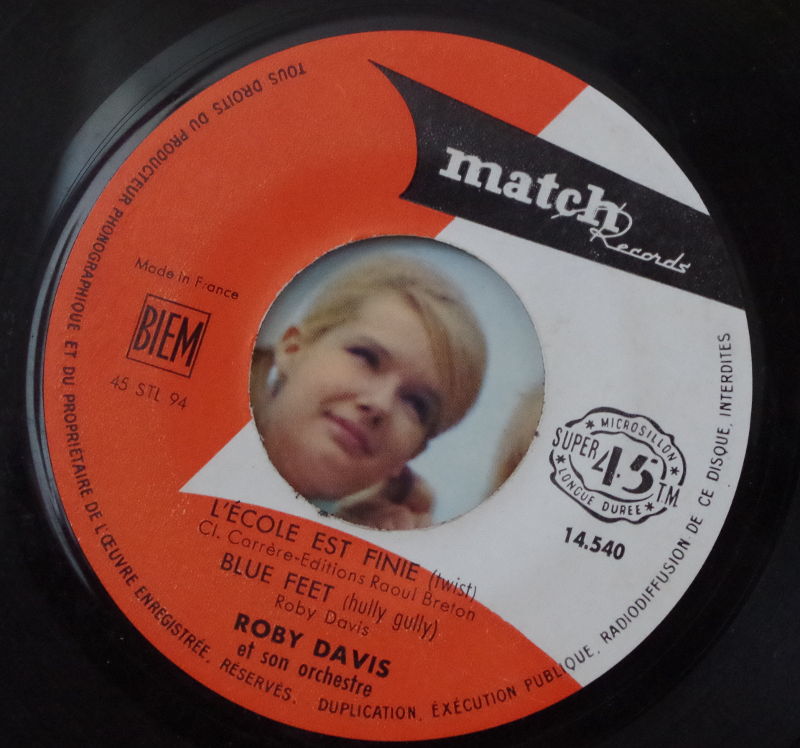 match
Records
Made in France
BIEM
45 STL 94
MICROSILLON
SUPER 45 TM
LONGUE DUREE
14.540
L'ÉCOLE EST FINIE (twist)
Cl. Carrère-Editions Raoul Breton
BLUE FEET (hully gully)
Roby Davis
ROBY DAVIS
et son orchestre
TOUS DROITS DU PRODUCTEUR PHONOGRAPHIQUE ET DU PROPRIÉTAIRE DE L'ŒUVRE ENREGISTRÉE, RÉSERVÉS. DUPLICATION, ÉXÉCUTION PUBLIQUE, RADIODIFFUSION DE CE DISQUE, INTERDITES